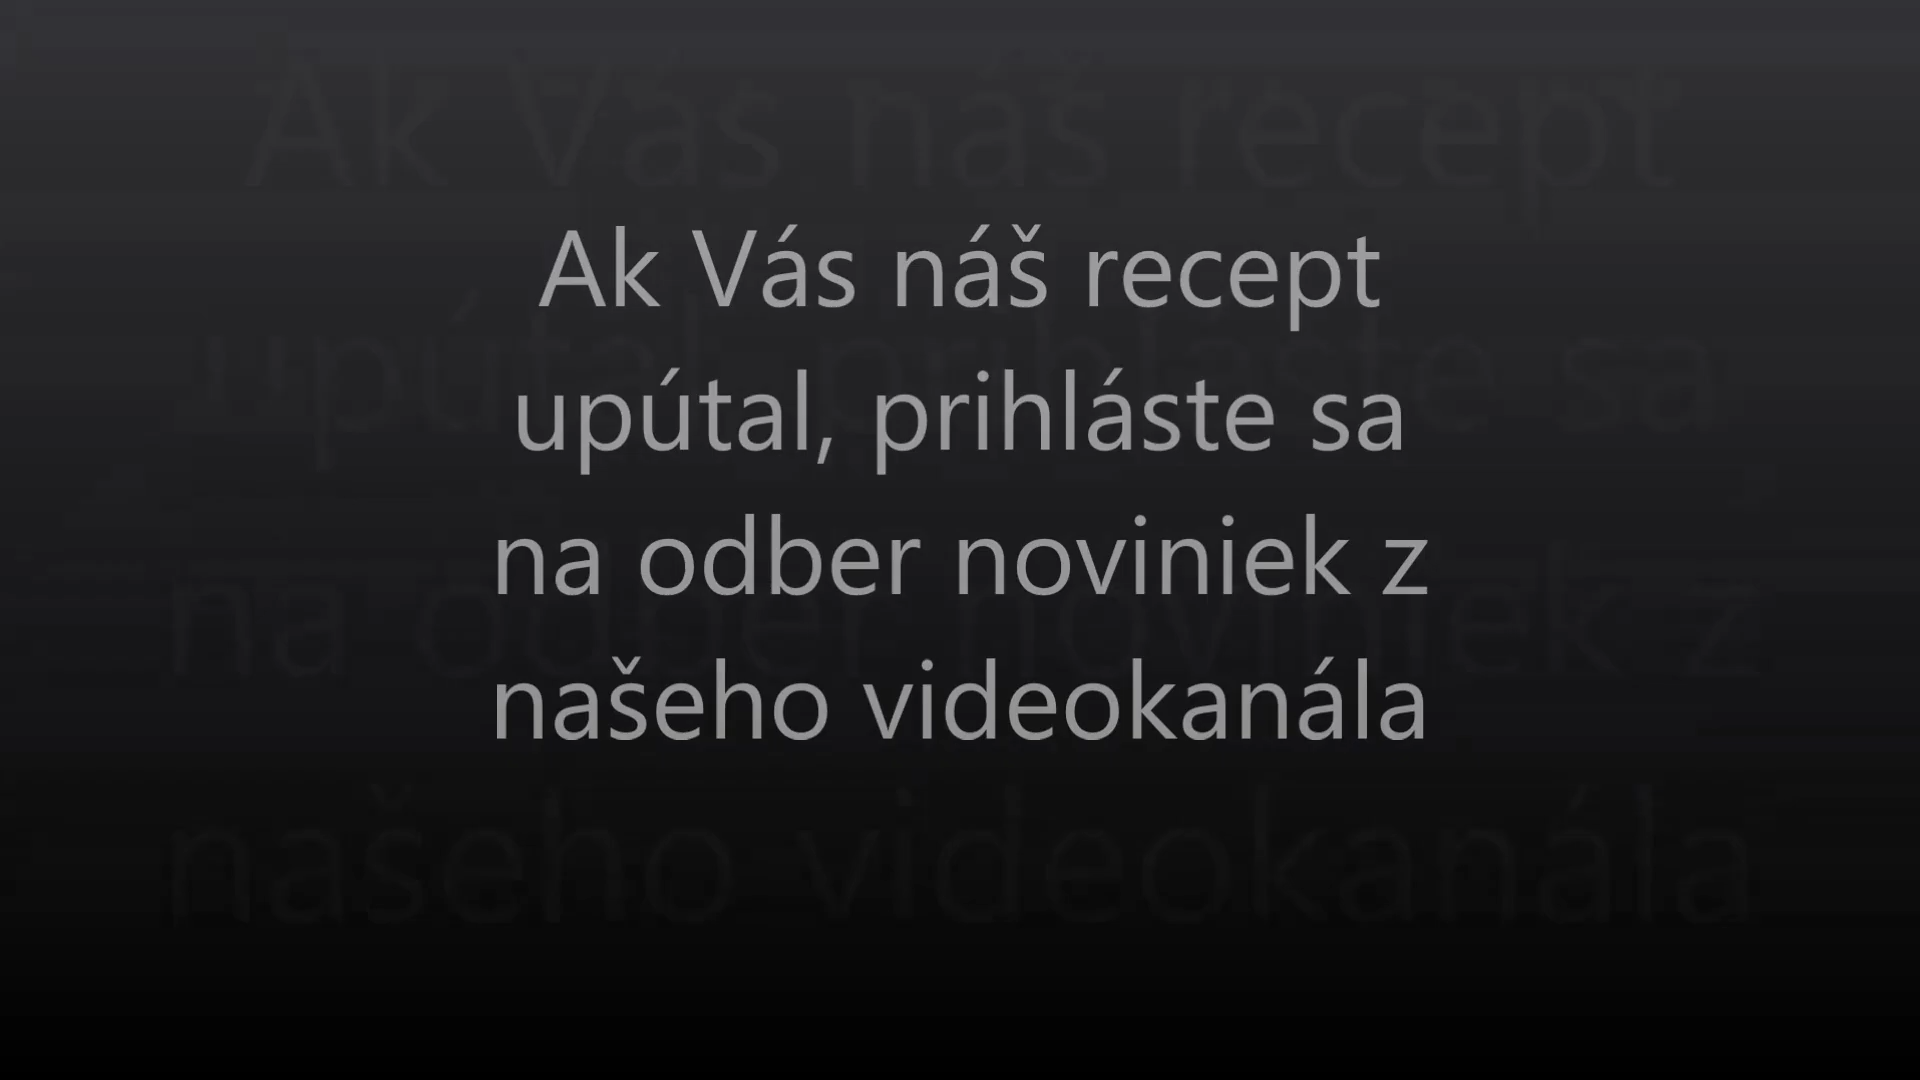 Ak Vás náš recept
upútal, prihláste sa
na odber noviniek z
našeho videokanála